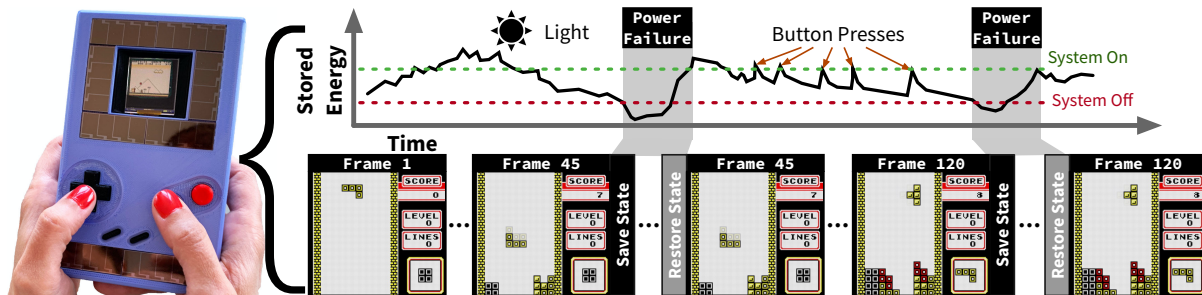 Light
Power
Failure
Button Presses
Power
Failure
System On
System Off
Stored
Energy
Time
Frame 1
SCORE
0
LEVEL
0
LINES
0
...
Frame 45
SCORE
7
LEVEL
0
LINES
0
Save State
...
Restore State
Frame 45
SCORE
7
LEVEL
0
LINES
0
...
Frame 120
SCORE
8
LEVEL
0
LINES
0
Save State
...
Restore State
Frame 120
SCORE
8
LEVEL
0
LINES
0